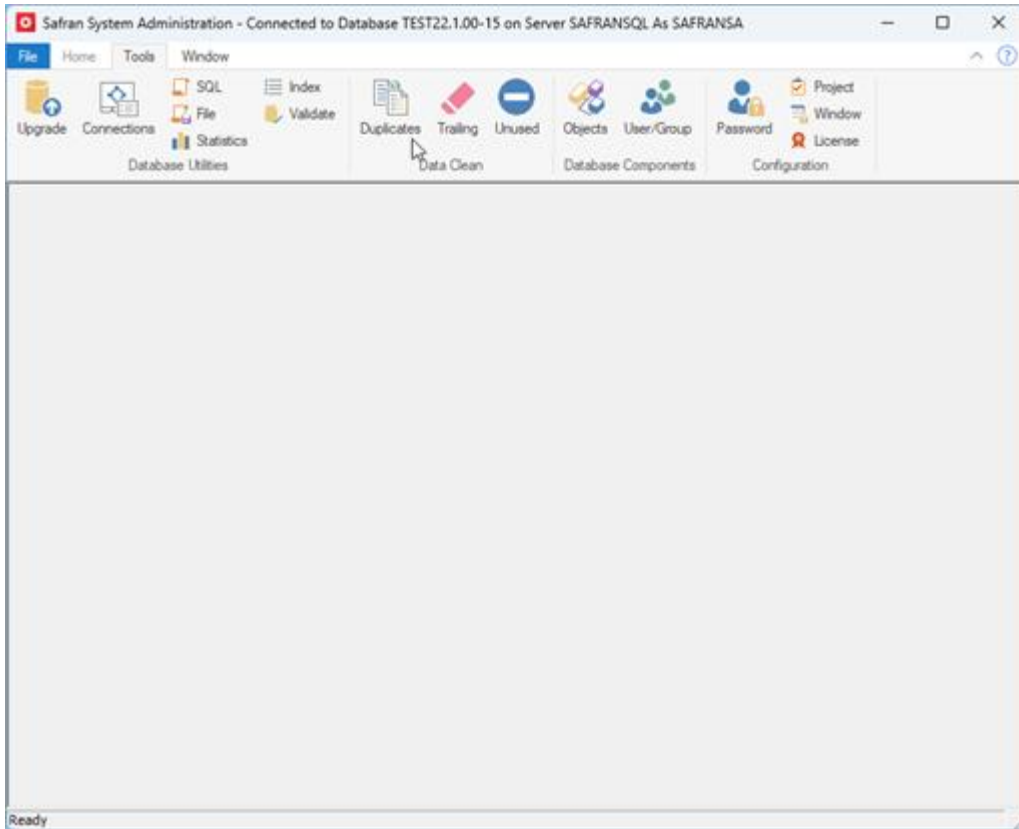 Safran System Administration - Connected to Database TEST22.1.00-15 on Server SAFRANSQL As SAFRANSA
File Home Tools Window
Upgrade Connections SQL File Statistics Index Validate
Database Utilities
Duplicates Trailing Unused
Data Clean
Objects User/Group
Database Components
Password Project Window License
Configuration
Ready